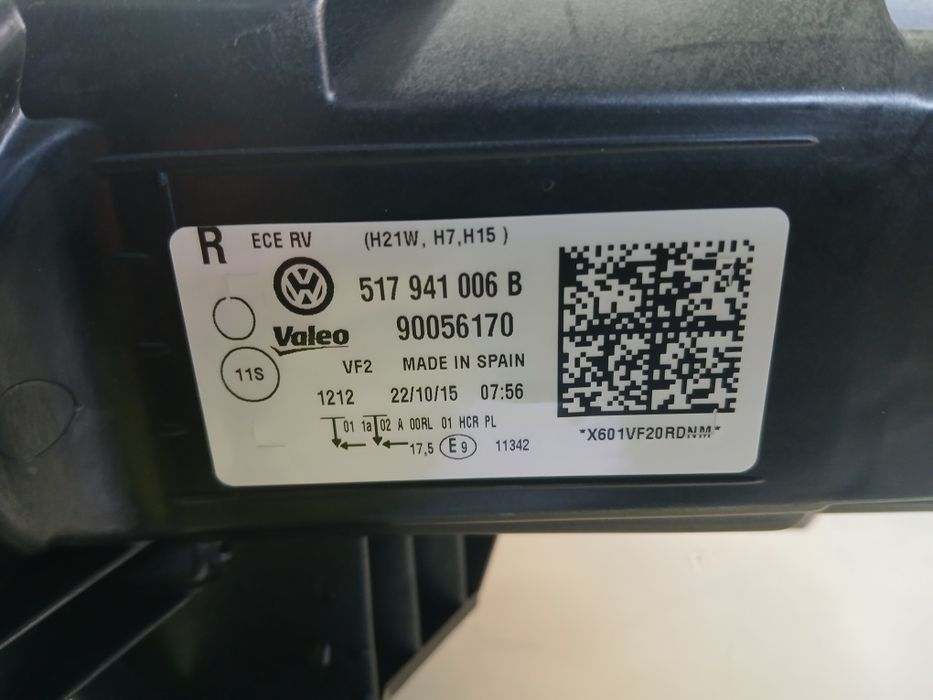 R ECE RV (H21W, H7,H15 )
517 941 006 B
Valeo 90056170
11S
VF2 MADE IN SPAIN
1212 22/10/15 07:56
01 1a 02 A 00RL 01 HCR PL
17,5 E9 11342
*X601VF20RDNM*